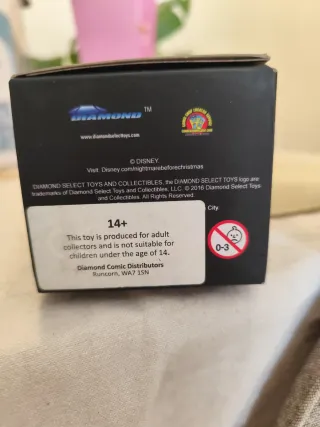 DIAMOND TM
www.diamondselecttoys.com
© DISNEY
Visit: Disney.com/nightmarebeforechristmas
DIAMOND SELECT TOYS AND COLLECTIBLES, the DIAMOND SELECT TOYS logo are
trademarks of Diamond Select Toys and Collectibles, LLC. © 2016 Diamond Select Toys
and Collectibles. All Rights Reserved.
City,
14+
This toy is produced for adult
collectors and is not suitable for
children under the age of 14.
Diamond Comic Distributors
Runcorn, WA7 1SN
0-3